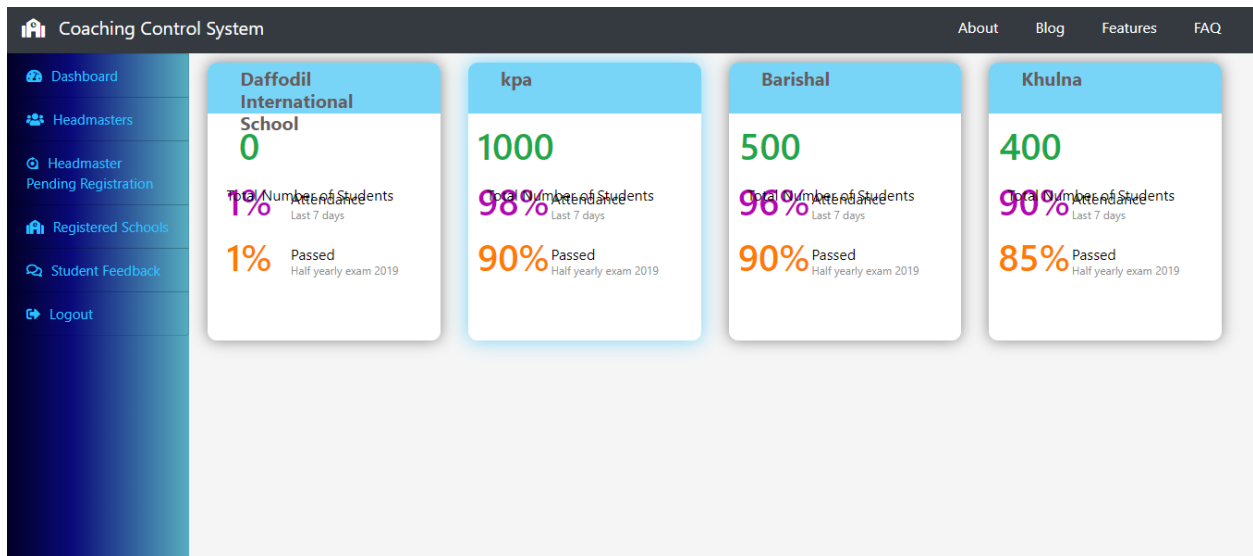 Coaching Control System
About
Blog
Features
FAQ
Dashboard
Headmasters
Headmaster
Pending Registration
Registered Schools
Student Feedback
Logout
Daffodil
International
School
0
Total Number of Students
1%
Attendance
Last 7 days
1%
Passed
Half yearly exam 2019
kpa
1000
Total Number of Students
98%
Attendance
Last 7 days
90%
Passed
Half yearly exam 2019
Barishal
500
Total Number of Students
96%
Attendance
Last 7 days
90%
Passed
Half yearly exam 2019
Khulna
400
Total Number of Students
90%
Attendance
Last 7 days
85%
Passed
Half yearly exam 2019